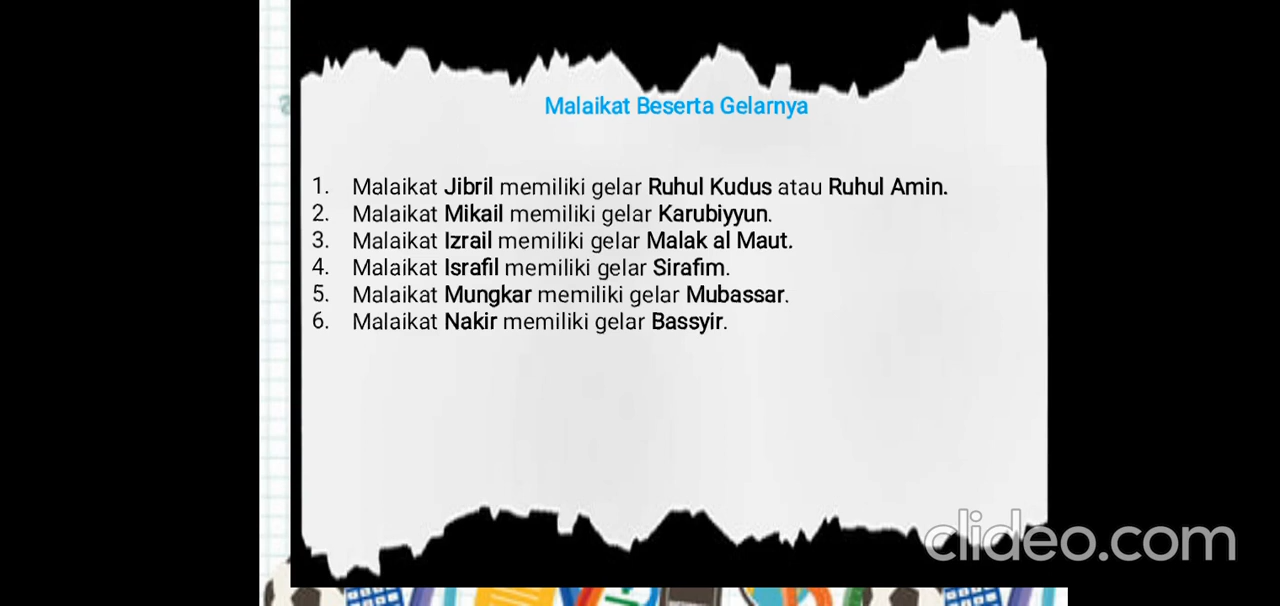 Malaikat Beserta Gelarnya
1. Malaikat Jibril memiliki gelar Ruhul Kudus atau Ruhul Amin.
2. Malaikat Mikail memiliki gelar Karubiyyun.
3. Malaikat Izrail memiliki gelar Malak al Maut.
4. Malaikat Israfil memiliki gelar Sirafim.
5. Malaikat Mungkar memiliki gelar Mubassar.
6. Malaikat Nakir memiliki gelar Bassyir.
clideo.com